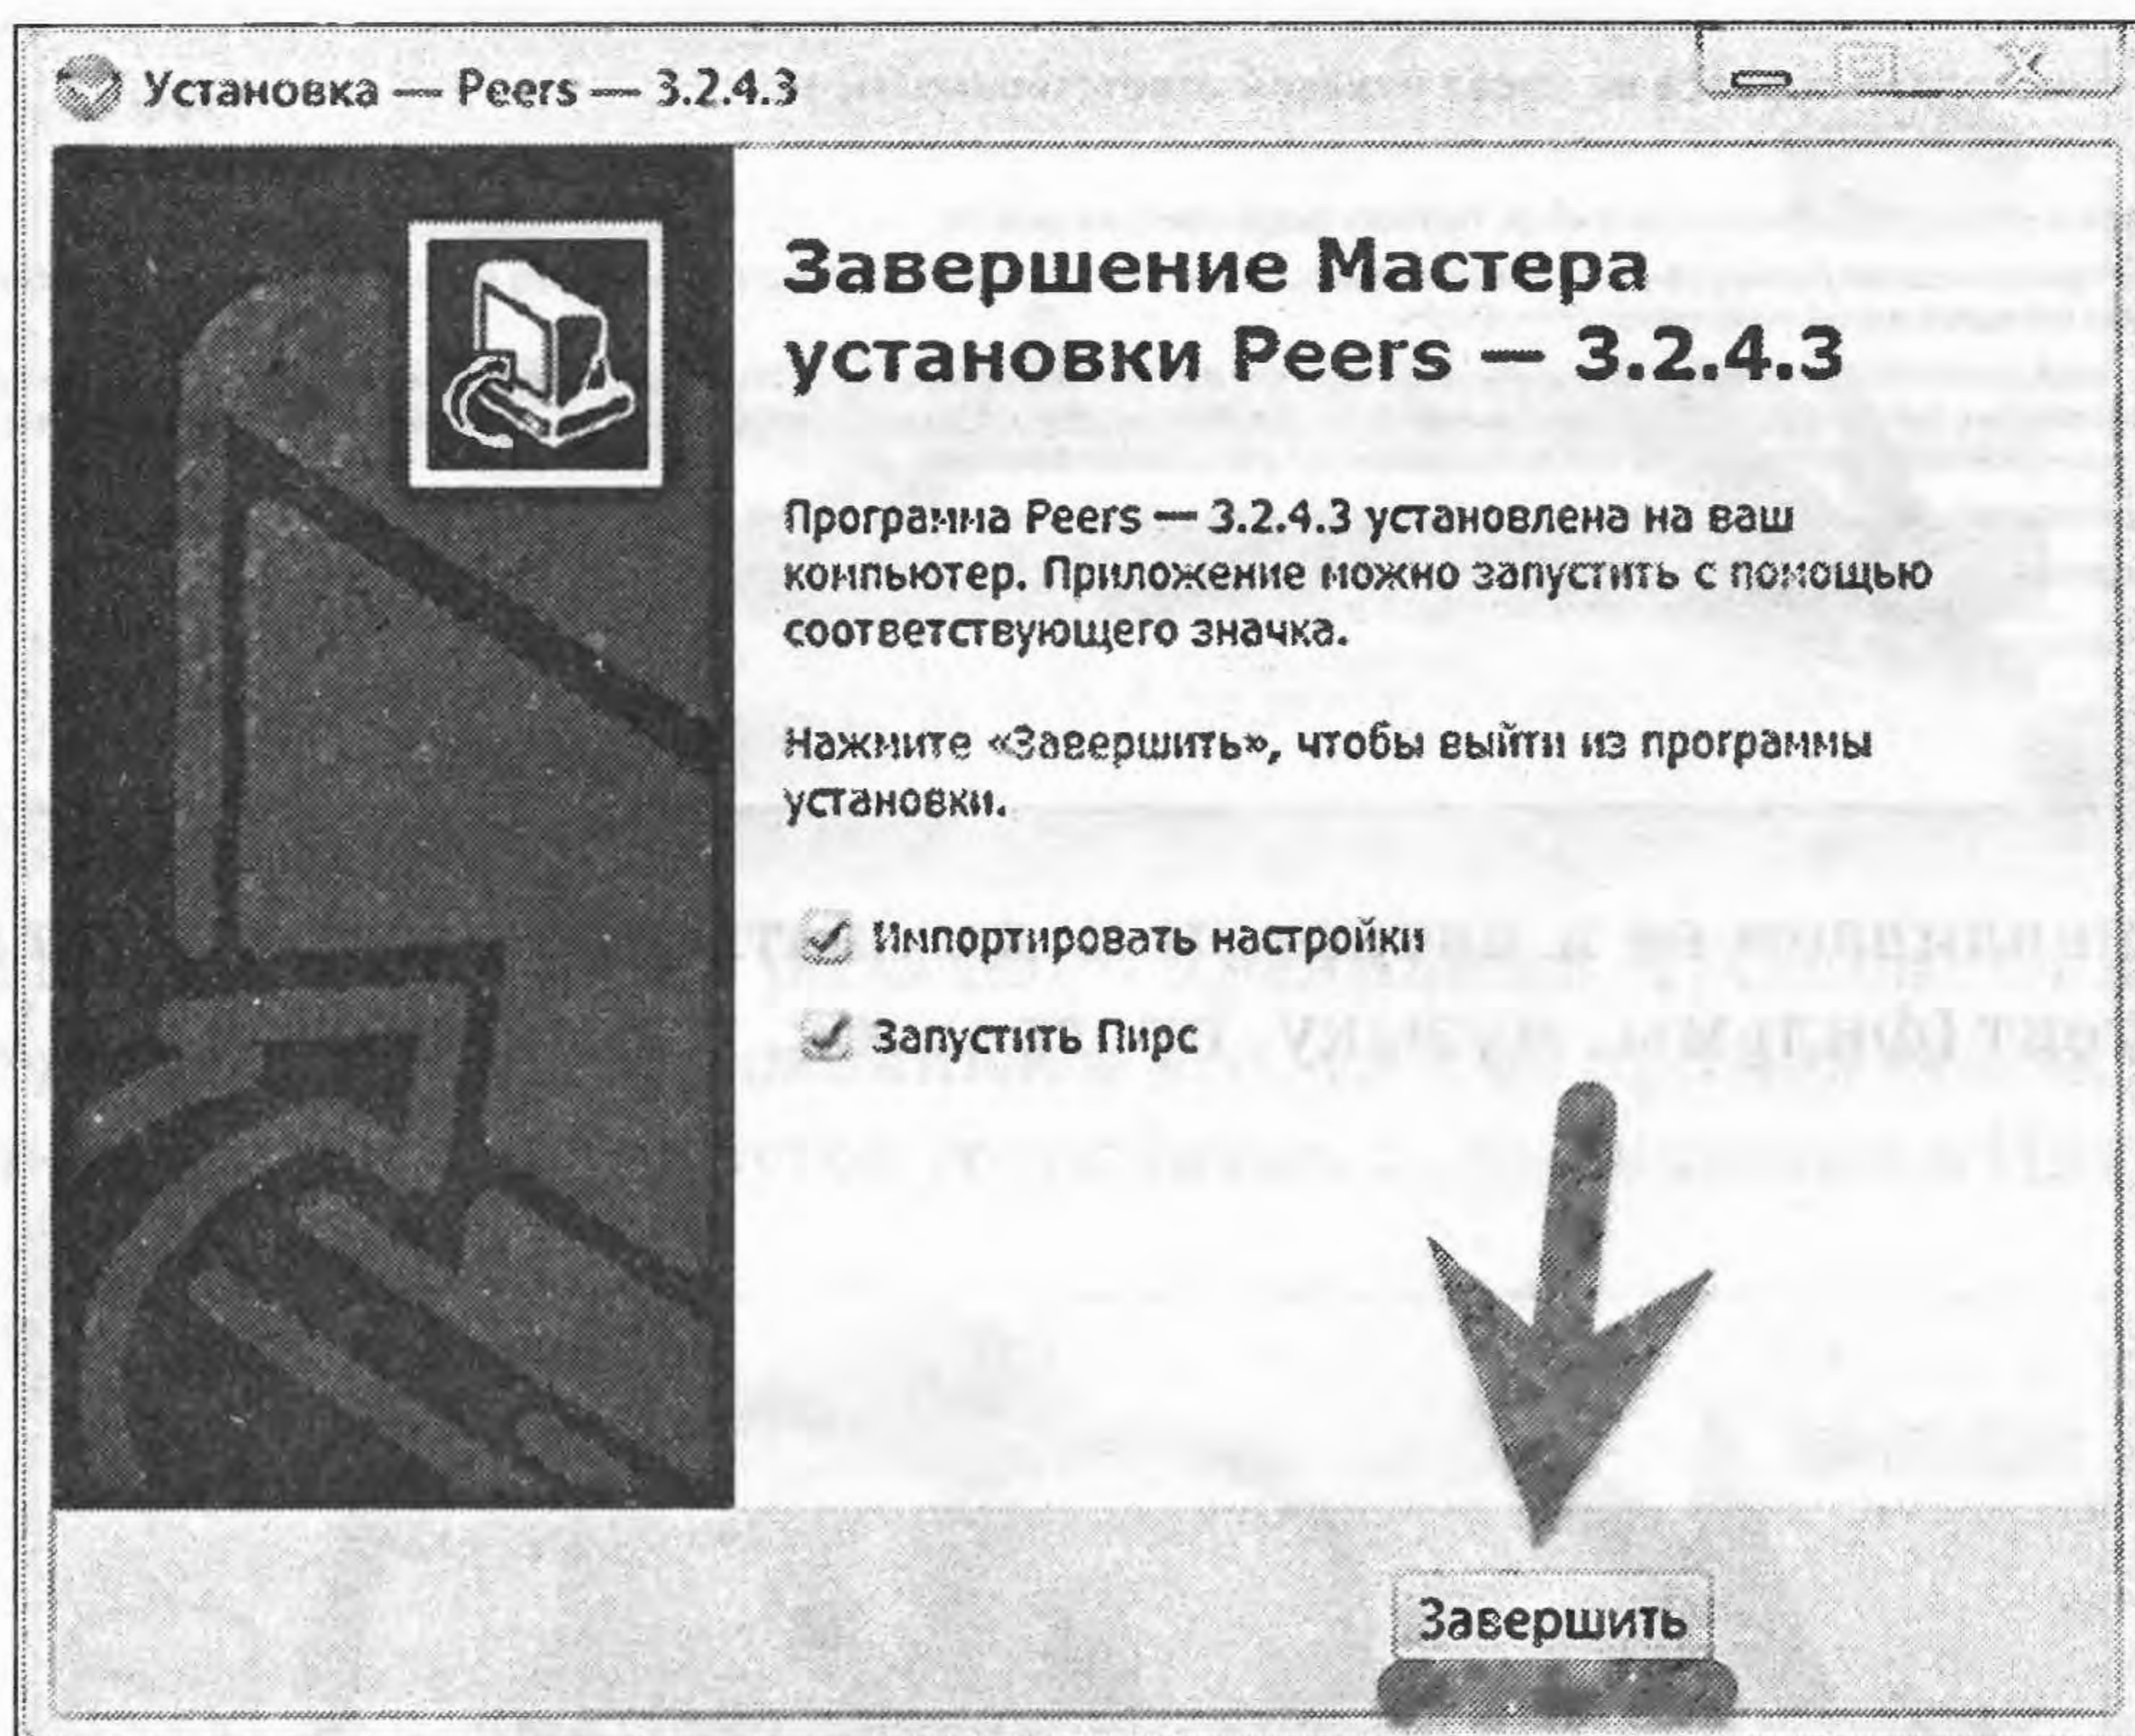 Установка — Peers — 3.2.4.3
Завершение Мастера
установки Peers — 3.2.4.3
Программа Peers — 3.2.4.3 установлена на ваш
компьютер. Приложение можно запустить с помощью
соответствующего значка.
Нажмите «Завершить», чтобы выйти из программы
установки.
Импортировать настройки
Запустить Пирс
Завершить